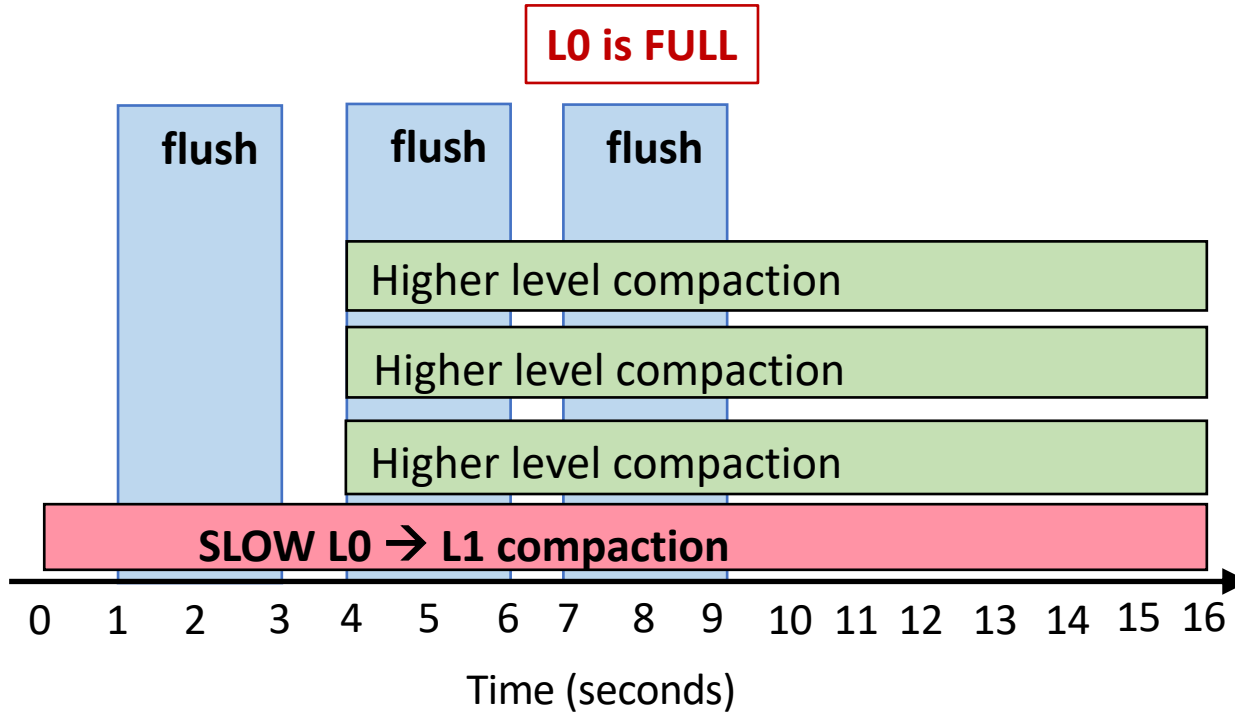 L0 is FULL
flush flush flush
Higher level compaction
Higher level compaction
Higher level compaction
SLOW L0 → L1 compaction
0 1 2 3 4 5 6 7 8 9 10 11 12 13 14 15 16
Time (seconds)